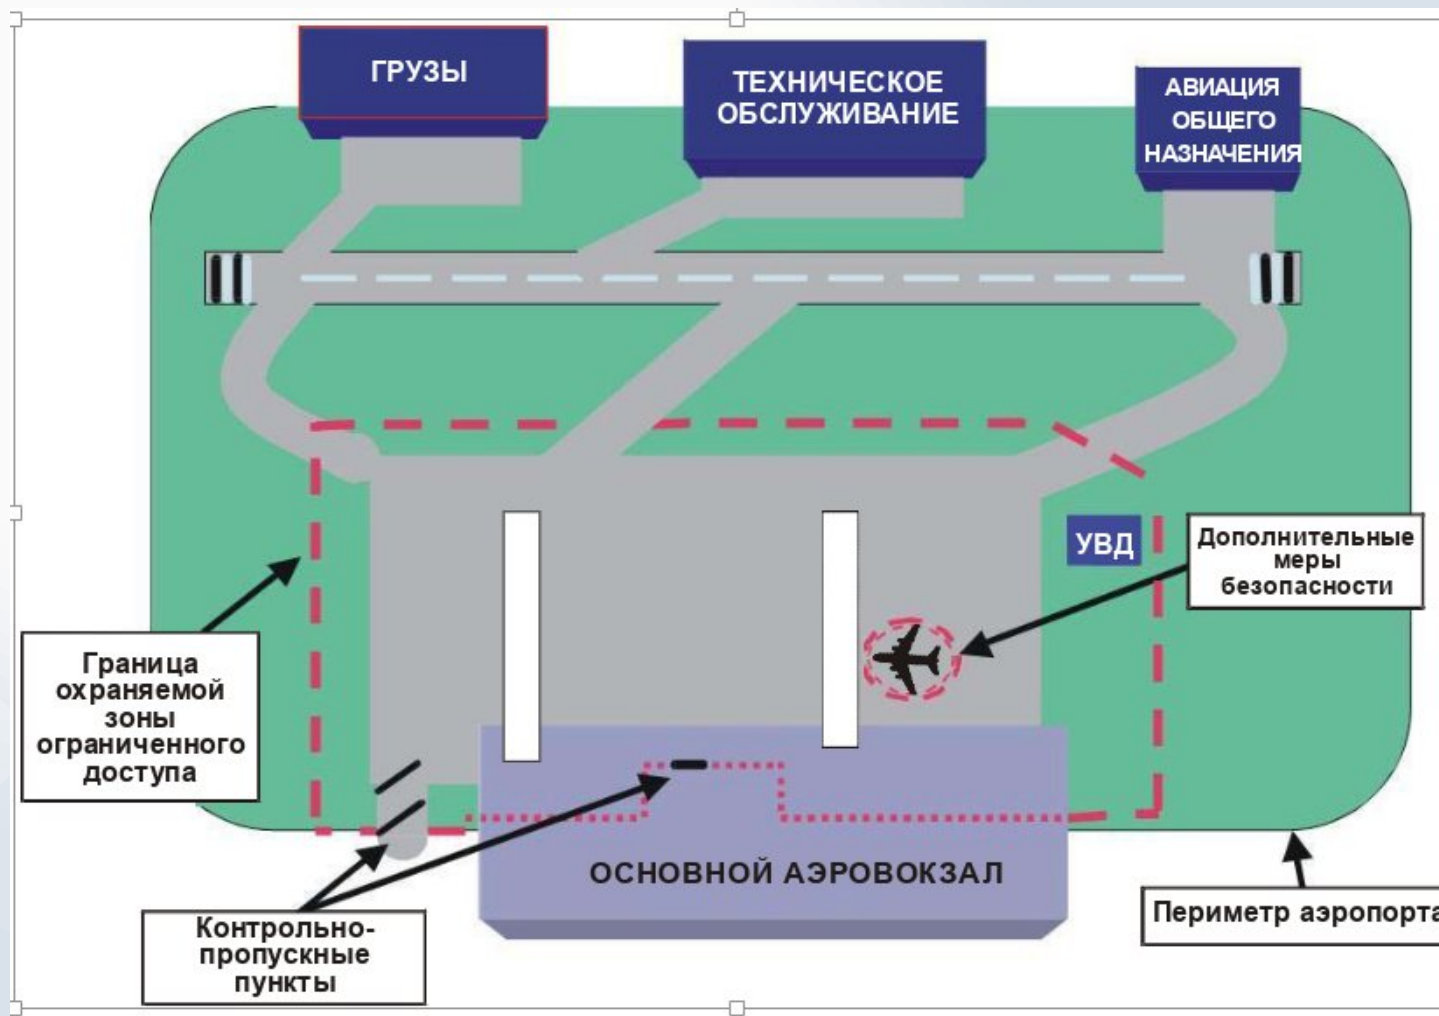 ГРУЗЫ
ТЕХНИЧЕСКОЕ
ОБСЛУЖИВАНИЕ
АВИАЦИЯ
ОБЩЕГО
НАЗНАЧЕНИЯ
УВД
Дополнительные
меры
безопасности
Граница
охраняемой
зоны
ограниченного
доступа
ОСНОВНОЙ АЭРОВОКЗАЛ
Контрольно-
пропускные
пункты
Периметр аэропорта